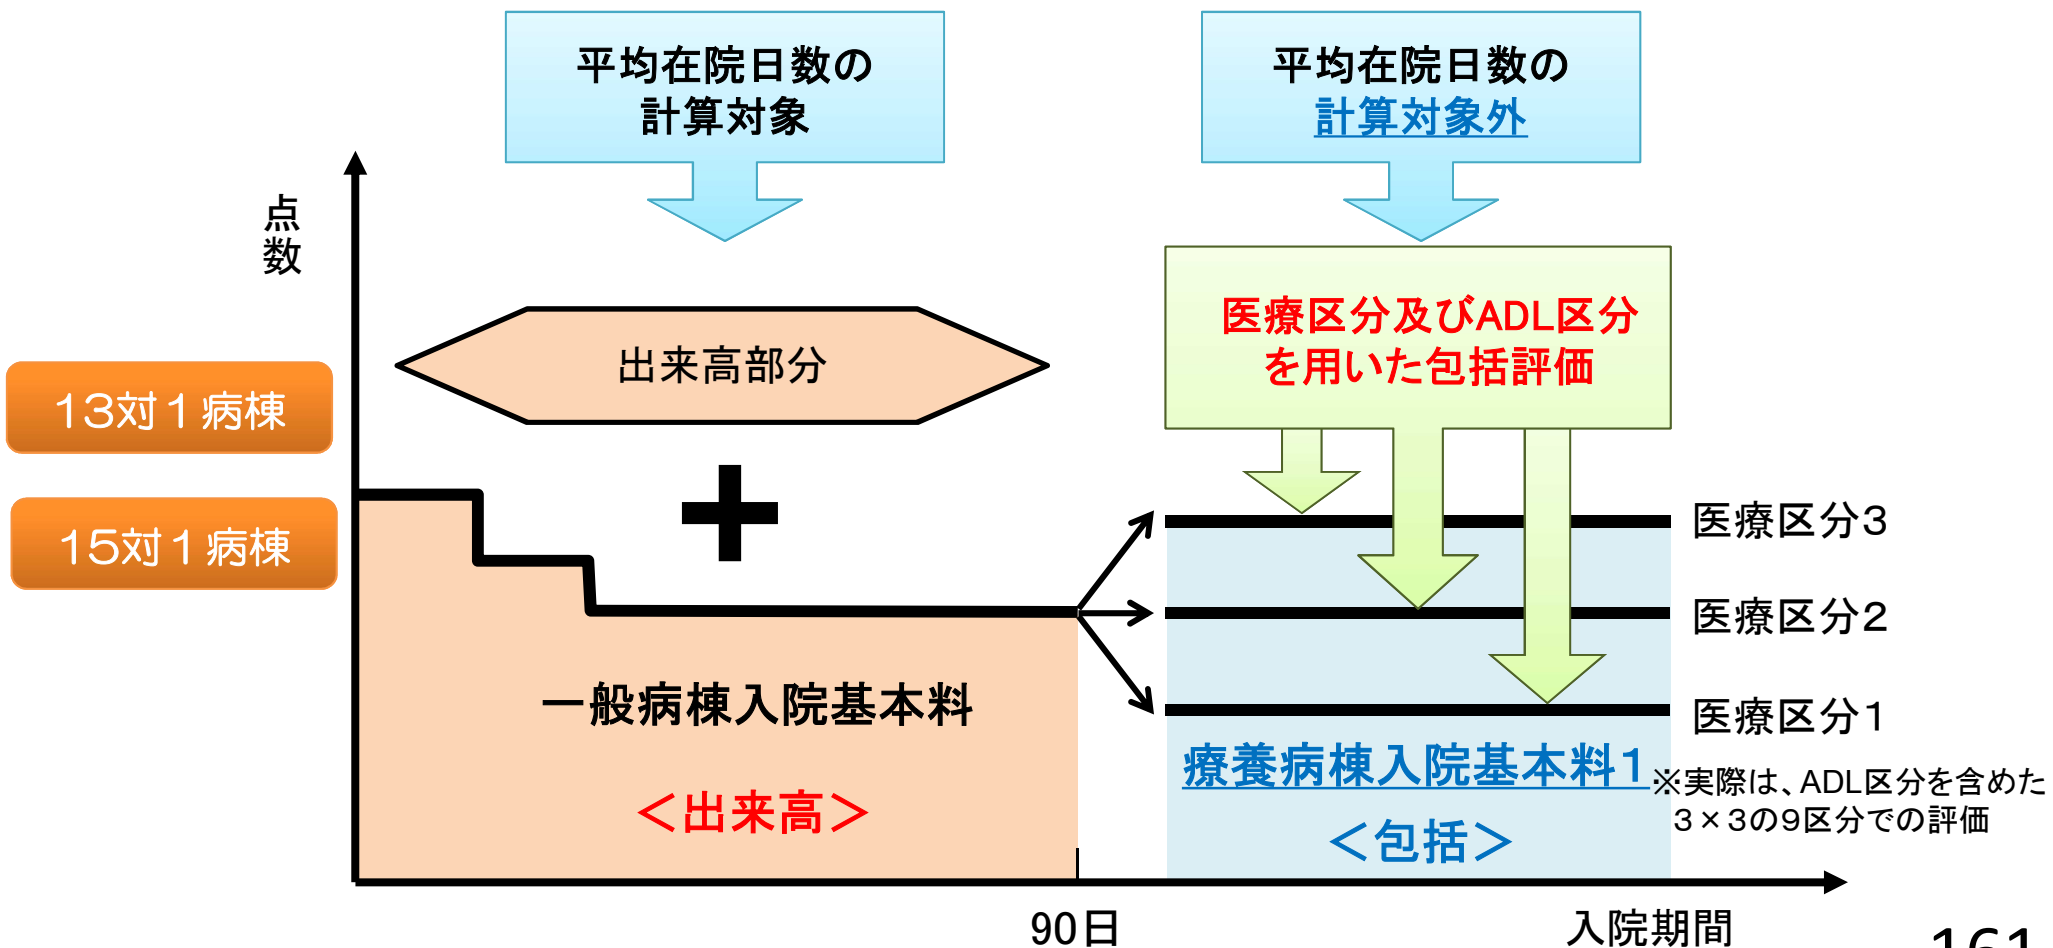 平均在院日数の
計算対象
平均在院日数の
計算対象外
点
数
医療区分及びADL区分
を用いた包括評価
出来高部分
13対1病棟
15対1病棟
医療区分3
医療区分2
医療区分1
一般病棟入院基本料
＜出来高＞
療養病棟入院基本料1
＜包括＞
※実際は、ADL区分を含めた
3×3の9区分での評価
90日
入院期間
161